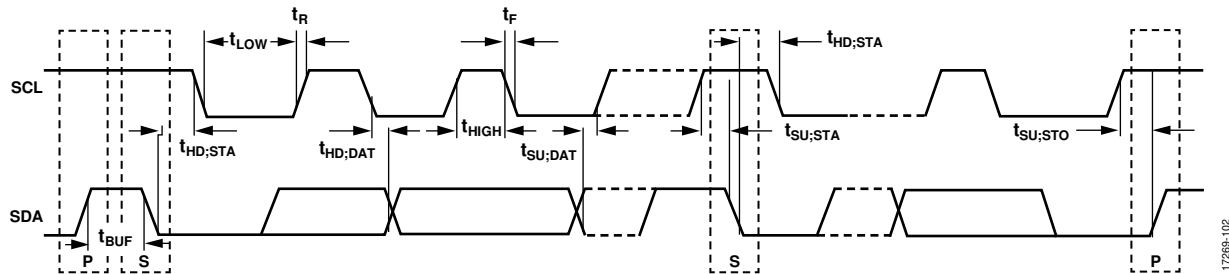 tR
tF
tLOW
tHD;STA
SCL
tHD;STA
tHD;DAT
tHIGH
tSU;DAT
tSU;STA
tSU;STO
SDA
tBUF
P
S
S
P
17269-102